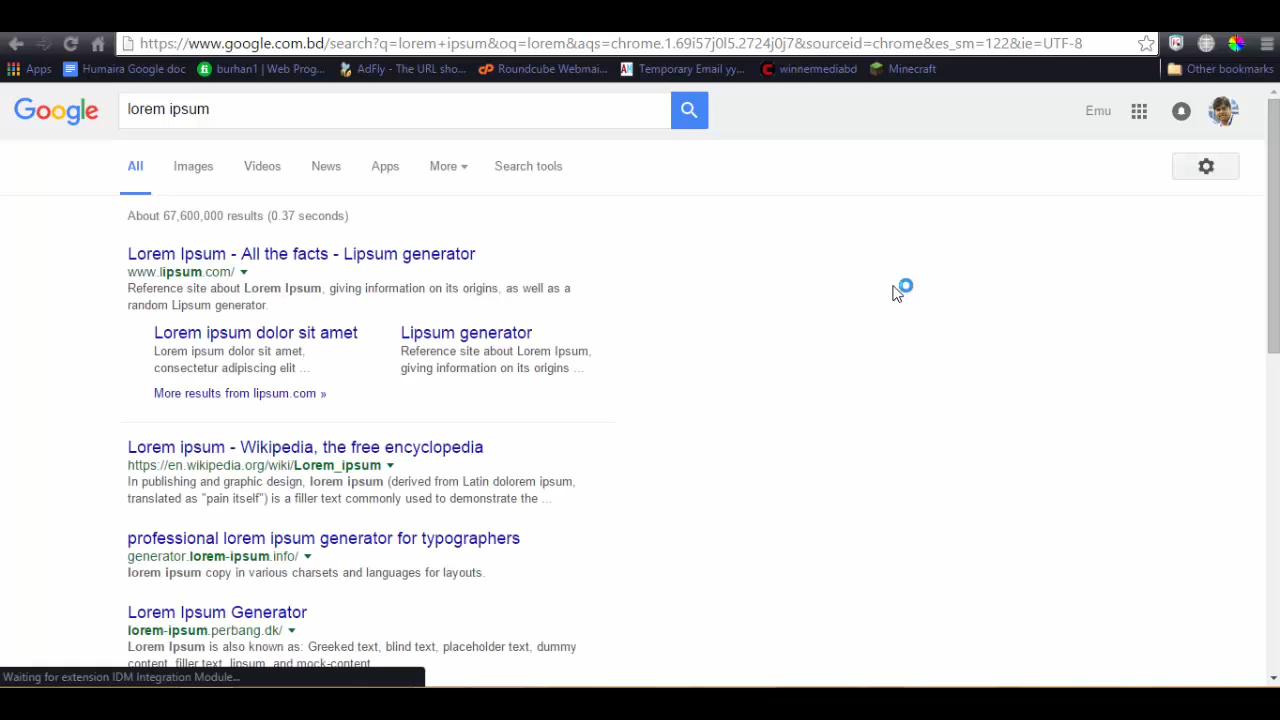 https://www.google.com.bd/search?q=lorem+ipsum&oq=lorem&aqs=chrome.1.69i57j0l5.2724j0j7&sourceid=chrome&es_sm=122&ie=UTF-8
Apps Humaira Google doc burhan1 | Web Prog... AdFly - The URL sho... Roundcube Webmai... Temporary Email yy... winnermediabd Minecraft Other bookmarks
Google lorem ipsum Emu
All Images Videos News Apps More Search tools
About 67,600,000 results (0.37 seconds)
Lorem Ipsum - All the facts - Lipsum generator
www.lipsum.com/
Reference site about Lorem Ipsum, giving information on its origins, as well as a
random Lipsum generator.
Lorem ipsum dolor sit amet Lipsum generator
Lorem ipsum dolor sit amet, Reference site about Lorem Ipsum,
consectetur adipiscing elit ... giving information on its origins ...
More results from lipsum.com »
Lorem ipsum - Wikipedia, the free encyclopedia
https://en.wikipedia.org/wiki/Lorem_ipsum
In publishing and graphic design, lorem ipsum (derived from Latin dolorem ipsum,
translated as "pain itself") is a filler text commonly used to demonstrate the ...
professional lorem ipsum generator for typographers
generator.lorem-ipsum.info/
lorem ipsum copy in various charsets and languages for layouts.
Lorem Ipsum Generator
lorem-ipsum.perbang.dk/
Lorem Ipsum is also known as: Greeked text, blind text, placeholder text, dummy
content, filler text, lipsum, and mock-content.
Waiting for extension IDM Integration Module...